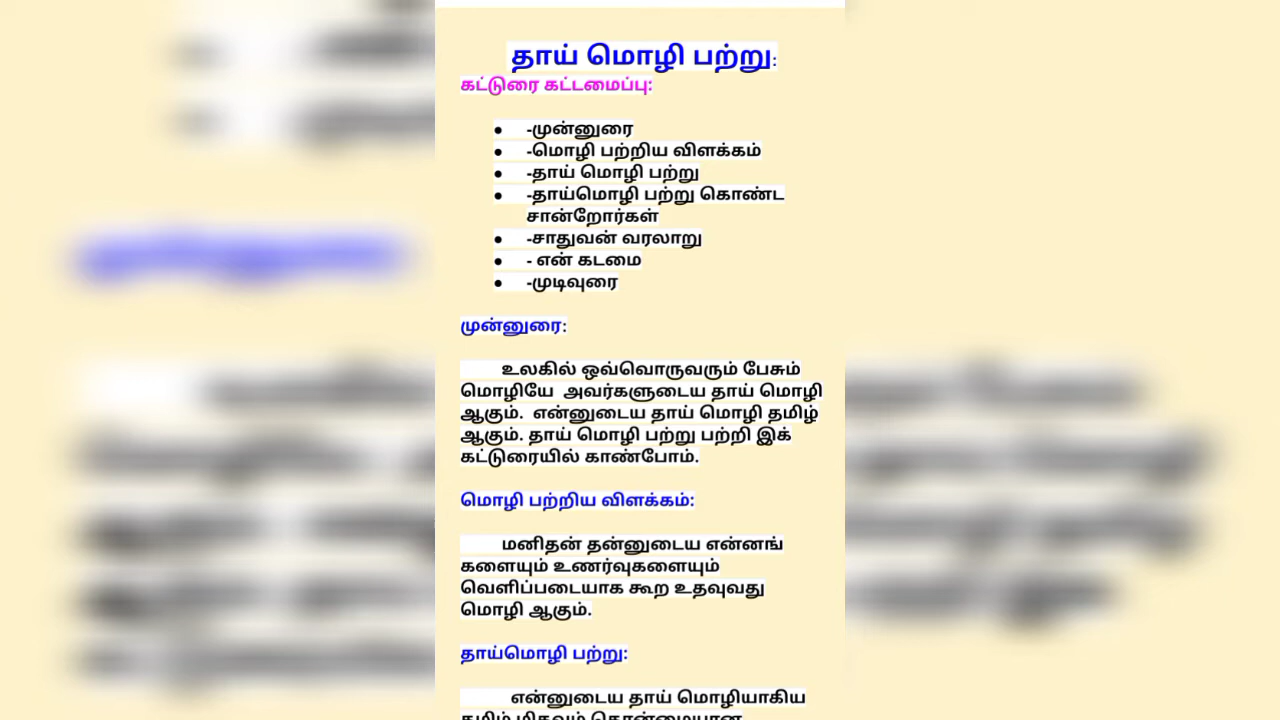 தாய் மொழி பற்று:
கட்டுரை கட்டமைப்பு:
● -முன்னுரை
● -மொழி பற்றிய விளக்கம்
● -தாய் மொழி பற்று
● -தாய்மொழி பற்று கொண்ட
சான்றோர்கள்
● -சாதுவன் வரலாறு
● - என் கடமை
● -முடிவுரை
முன்னுரை:
உலகில் ஒவ்வொருவரும் பேசும்
மொழியே அவர்களுடைய தாய் மொழி
ஆகும். என்னுடைய தாய் மொழி தமிழ்
ஆகும். தாய் மொழி பற்று பற்றி இக்
கட்டுரையில் காண்போம்.
மொழி பற்றிய விளக்கம்:
மனிதன் தன்னுடைய என்னங்
களையும் உணர்வுகளையும்
வெளிப்படையாக கூற உதவுவது
மொழி ஆகும்.
தாய்மொழி பற்று:
என்னுடைய தாய் மொழியாகிய
தமிழ் மிகவும் தொன்மையான